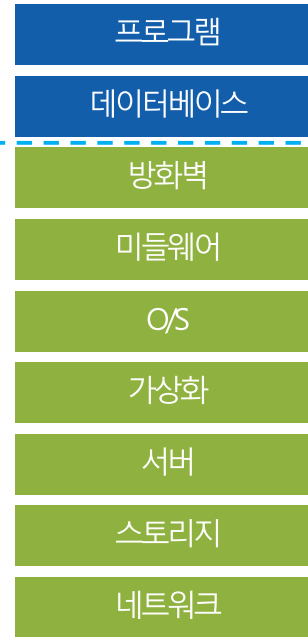 프로그램
데이터베이스
방화벽
미들웨어
O/S
가상화
서버
스토리지
네트워크